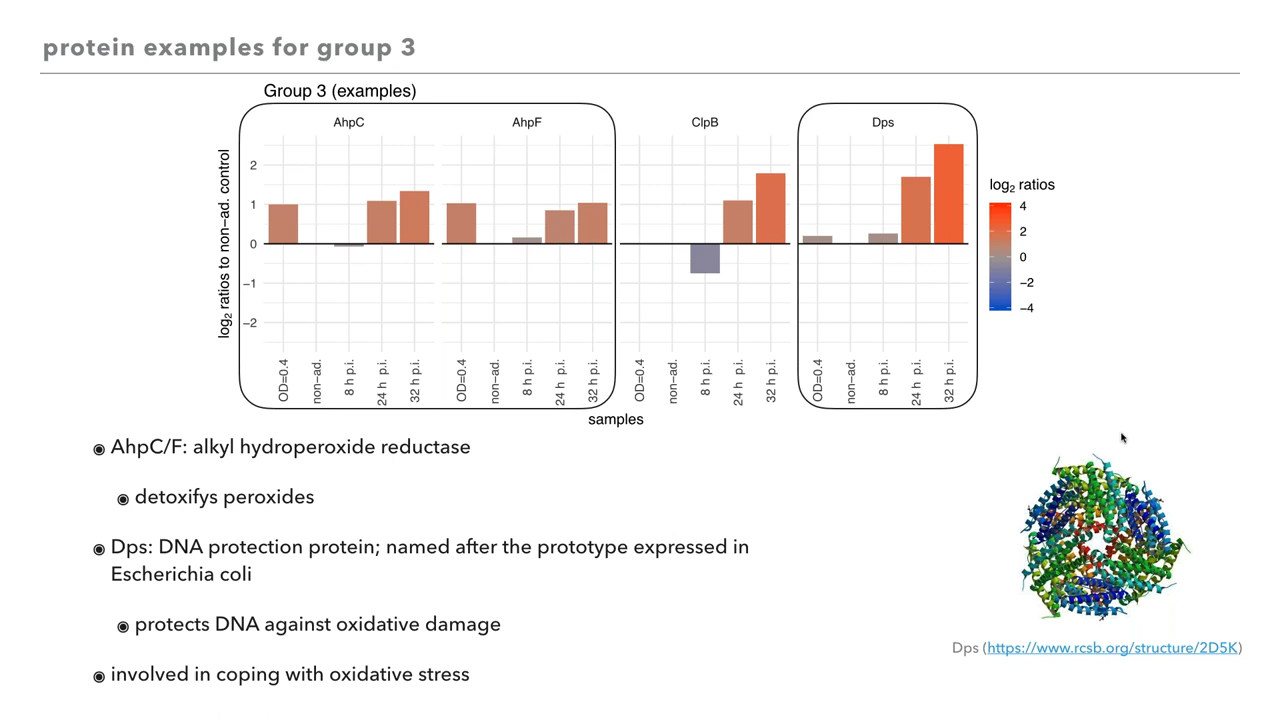 protein examples for group 3
Group 3 (examples)
AhpC
AhpF
ClpB
Dps
log2 ratios to non−ad. control
2
1
0
−1
−2
OD=0.4
non−ad.
8 h p.i.
24 h p.i.
32 h p.i.
OD=0.4
non−ad.
8 h p.i.
24 h p.i.
32 h p.i.
OD=0.4
non−ad.
8 h p.i.
24 h p.i.
32 h p.i.
OD=0.4
non−ad.
8 h p.i.
24 h p.i.
32 h p.i.
samples
log2 ratios
4
2
0
−2
−4
◉ AhpC/F: alkyl hydroperoxide reductase
◉ detoxifys peroxides
◉ Dps: DNA protection protein; named after the prototype expressed in
Escherichia coli
◉ protects DNA against oxidative damage
◉ involved in coping with oxidative stress
Dps (https://www.rcsb.org/structure/2D5K)